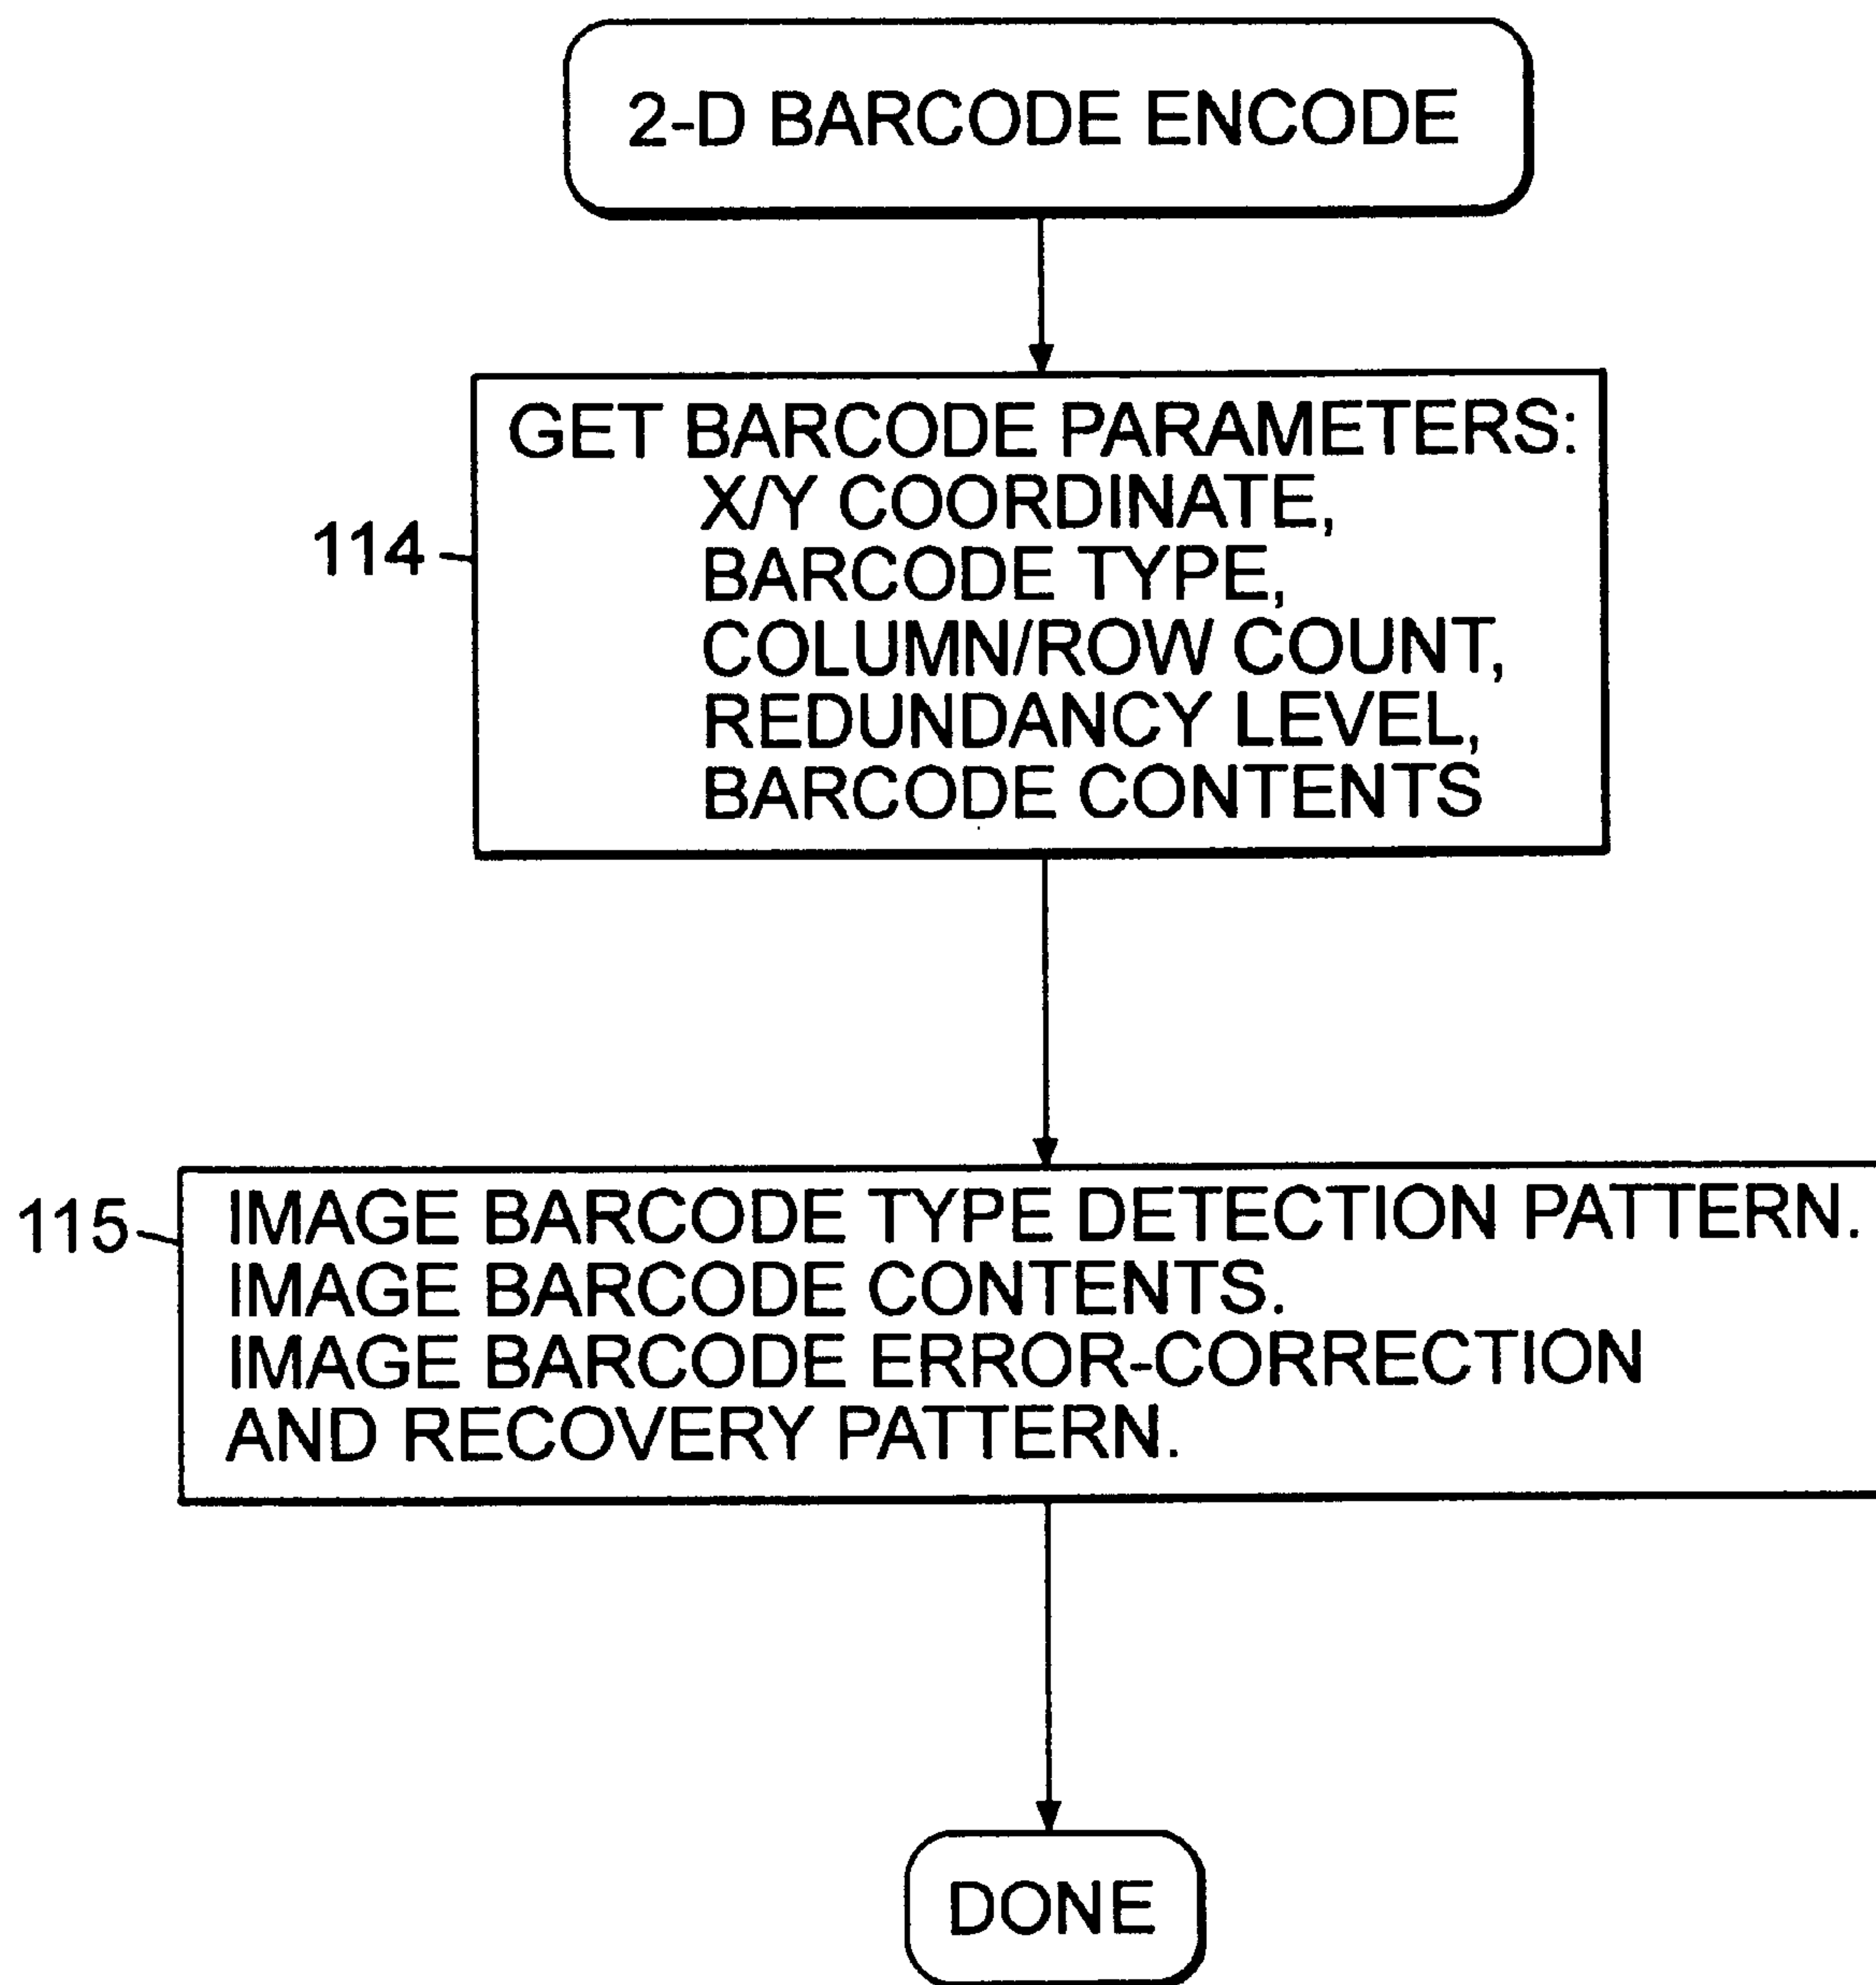 2-D BARCODE ENCODE
GET BARCODE PARAMETERS:
X/Y COORDINATE,
BARCODE TYPE,
COLUMN/ROW COUNT,
REDUNDANCY LEVEL,
BARCODE CONTENTS
114
115
IMAGE BARCODE TYPE DETECTION PATTERN.
IMAGE BARCODE CONTENTS.
IMAGE BARCODE ERROR-CORRECTION
AND RECOVERY PATTERN.
DONE